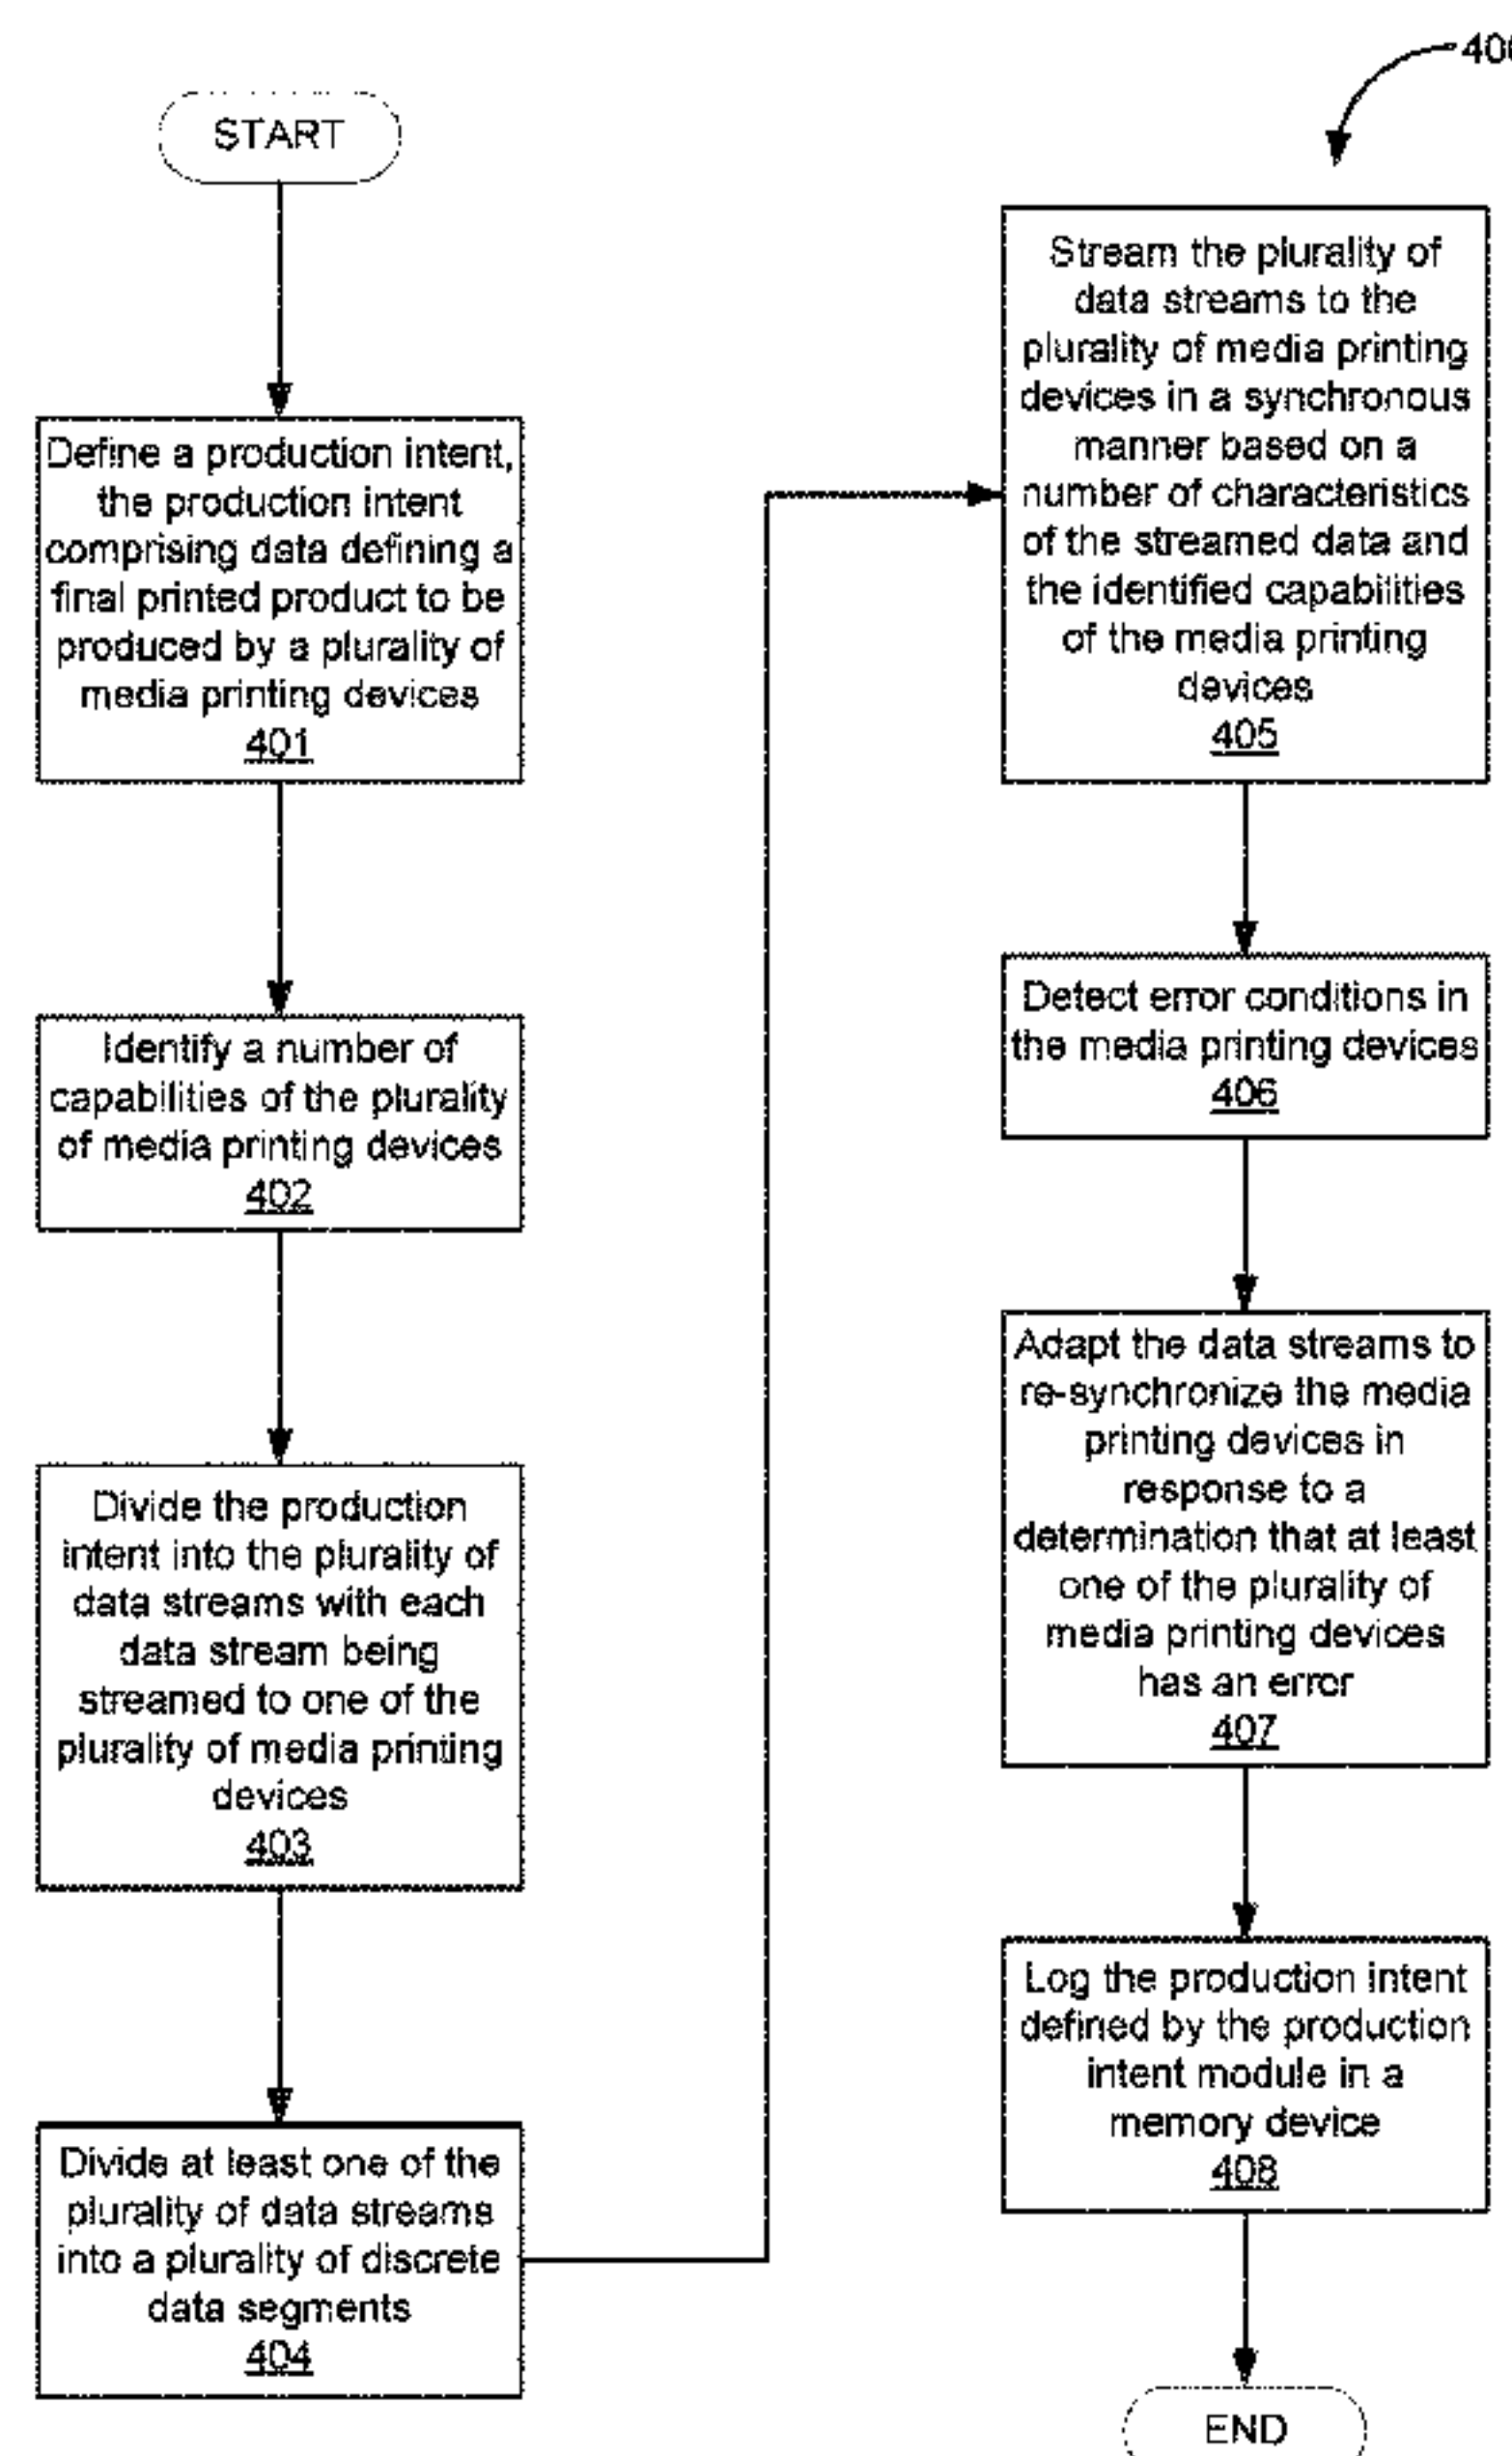 START
Define a production intent,
the production intent
comprising data defining a
final printed product to be
produced by a plurality of
media printing devices
401
Identify a number of
capabilities of the plurality
of media printing devices
402
Divide the production
intent into the plurality of
data streams with each
data stream being
streamed to one of the
plurality of media printing
devices
403
Divide at least one of the
plurality of data streams
into a plurality of discrete
data segments
404
Stream the plurality of
data streams to the
plurality of media printing
devices in a synchronous
manner based on a
number of characteristics
of the streamed data and
the identified capabilities
of the media printing
devices
405
Detect error conditions in
the media printing devices
406
Adapt the data streams to
re-synchronize the media
printing devices in
response to a
determination that at least
one of the plurality of
media printing devices
has an error
407
Log the production intent
defined by the production
intent module in a
memory device
408
END